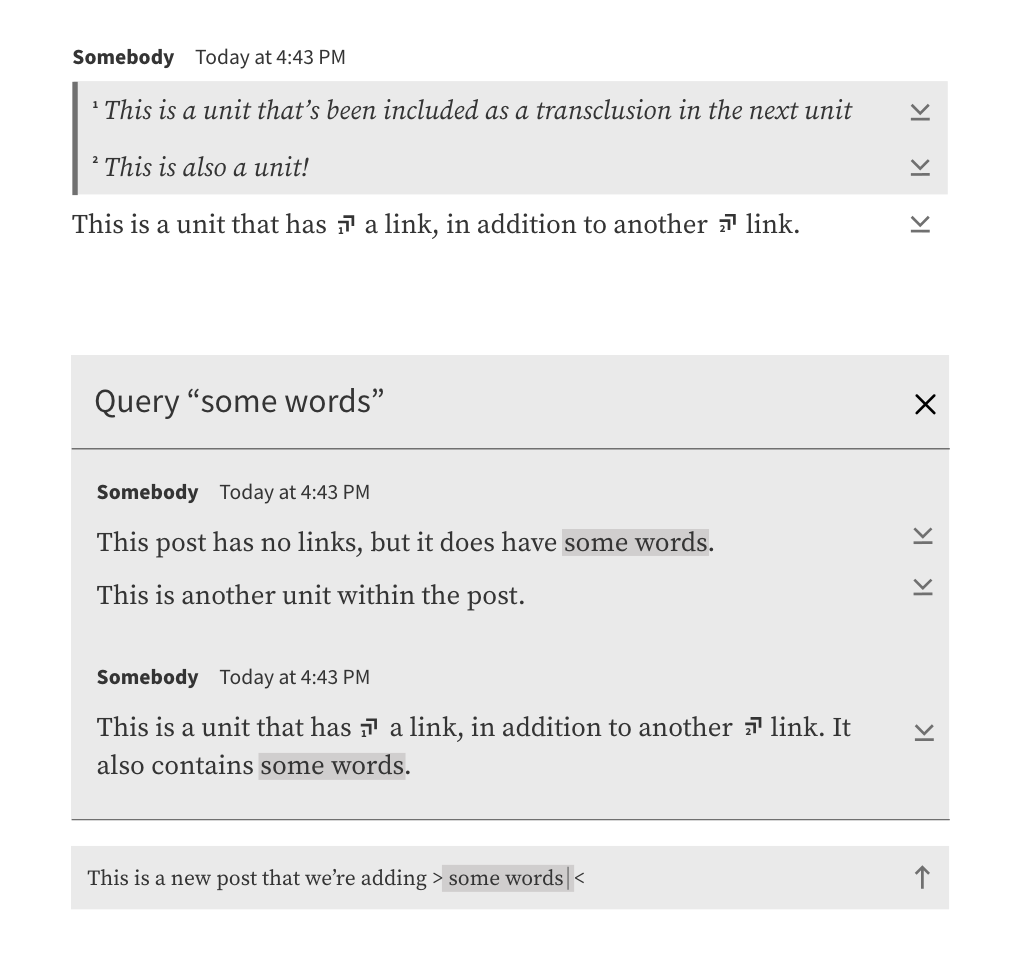 Somebody Today at 4:43 PM
¹ This is a unit that’s been included as a transclusion in the next unit
² This is also a unit!
This is a unit that has 1 a link, in addition to another 2 link.
Query “some words”
Somebody Today at 4:43 PM
This post has no links, but it does have some words.
This is another unit within the post.
Somebody Today at 4:43 PM
This is a unit that has 1 a link, in addition to another 2 link. It
also contains some words.
This is a new post that we’re adding > some words <